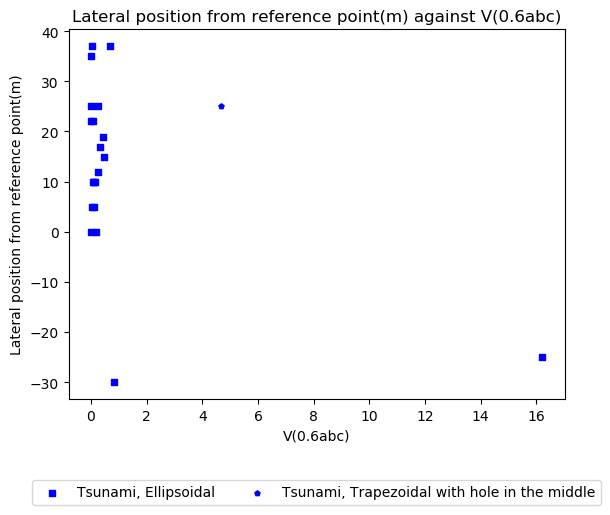 Lateral position from reference point(m) against V(0.6abc)
Lateral position from reference point(m)
40
30
20
10
0
−10
−20
−30
0 2 4 6 8 10 12 14 16
V(0.6abc)
Tsunami, Ellipsoidal Tsunami, Trapezoidal with hole in the middle